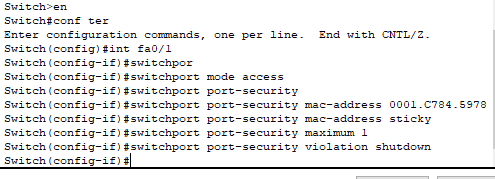 Switch>en
Switch#conf ter
Enter configuration commands, one per line.  End with CNTL/Z.
Switch(config)#int fa0/1
Switch(config-if)#switchpor
Switch(config-if)#switchport mode access
Switch(config-if)#switchport port-security
Switch(config-if)#switchport port-security mac-address 0001.C784.5978
Switch(config-if)#switchport port-security mac-address sticky
Switch(config-if)#switchport port-security maximum 1
Switch(config-if)#switchport port-security violation shutdown
Switch(config-if)#